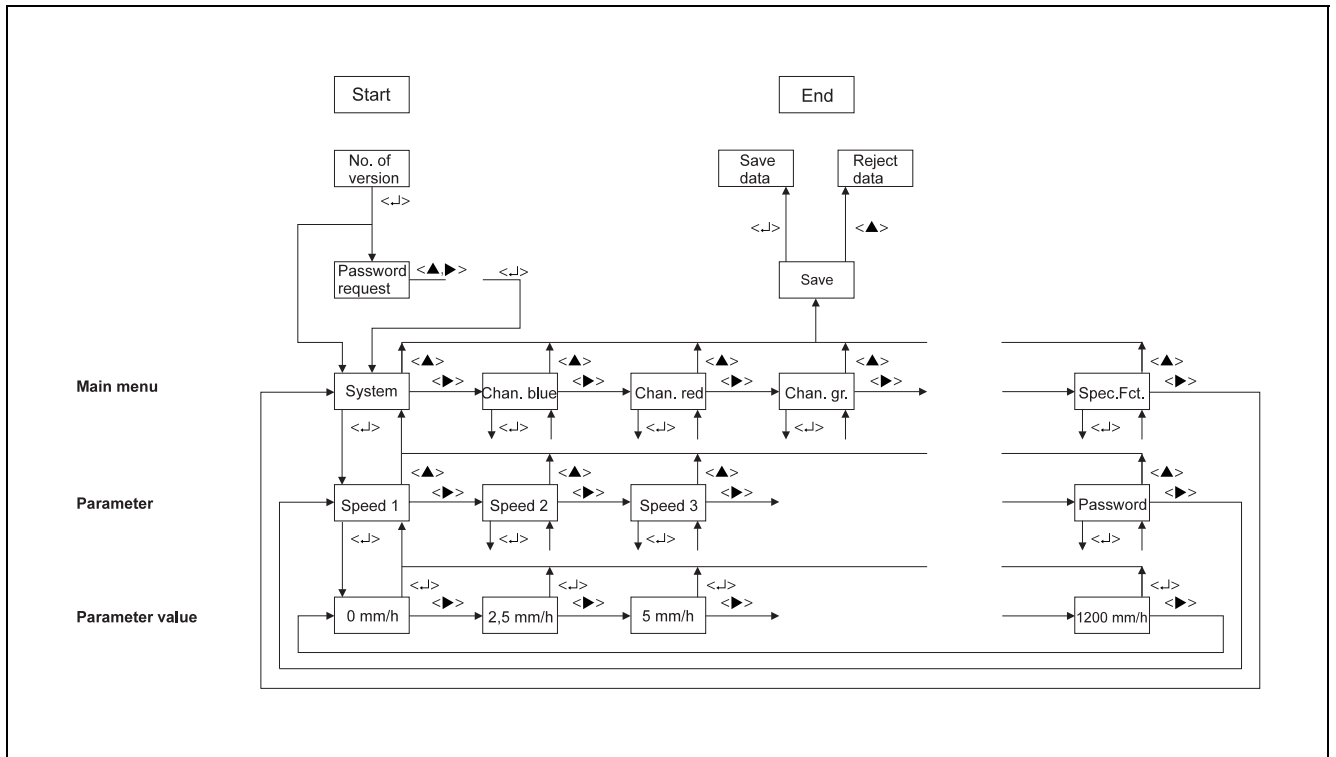 Start
End
No. of
version
Save
data
Reject
data
<↵>
<↵>
<▲>
Password
request
<▲,▶>
<↵>
Save
<▲>
<▲>
<▲>
<▲>
<▲>
Main menu
System
<▶>
Chan. blue
<▶>
Chan. red
<▶>
Chan. gr.
<▶>
Spec.Fct.
<▶>
<↵>
<↵>
<↵>
<↵>
<↵>
<▲>
<▲>
<▲>
<▲>
Parameter
Speed 1
<▶>
Speed 2
<▶>
Speed 3
<▶>
Password
<▶>
<↵>
<↵>
<↵>
<↵>
<↵>
<↵>
<↵>
<↵>
Parameter value
0 mm/h
<▶>
2,5 mm/h
<▶>
5 mm/h
<▶>
1200 mm/h
<▶>